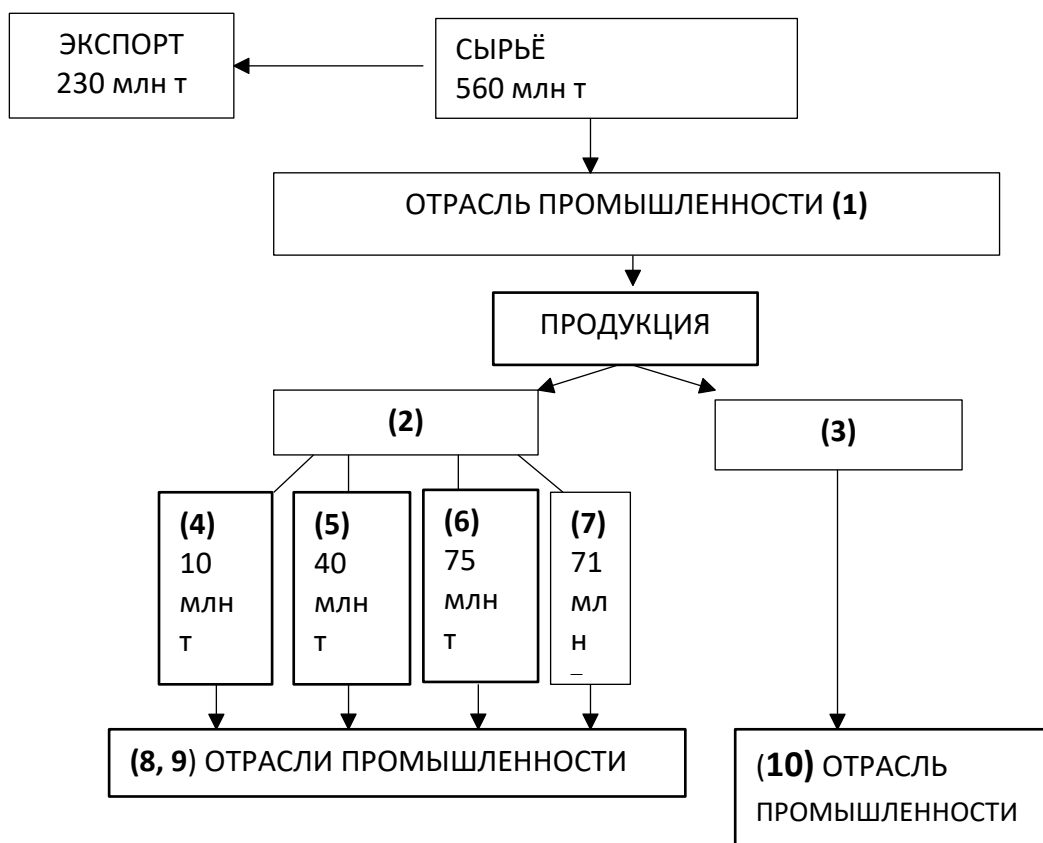 ЭКСПОРТ
230 млн т
СЫРЬЁ
560 млн т
ОТРАСЛЬ ПРОМЫШЛЕННОСТИ (1)
ПРОДУКЦИЯ
(2)
(3)
(4)
10
млн
т
(5)
40
млн
т
(6)
75
млн
т
(7)
71
мл
н
(8, 9) ОТРАСЛИ ПРОМЫШЛЕННОСТИ
(10) ОТРАСЛЬ
ПРОМЫШЛЕННОСТИ